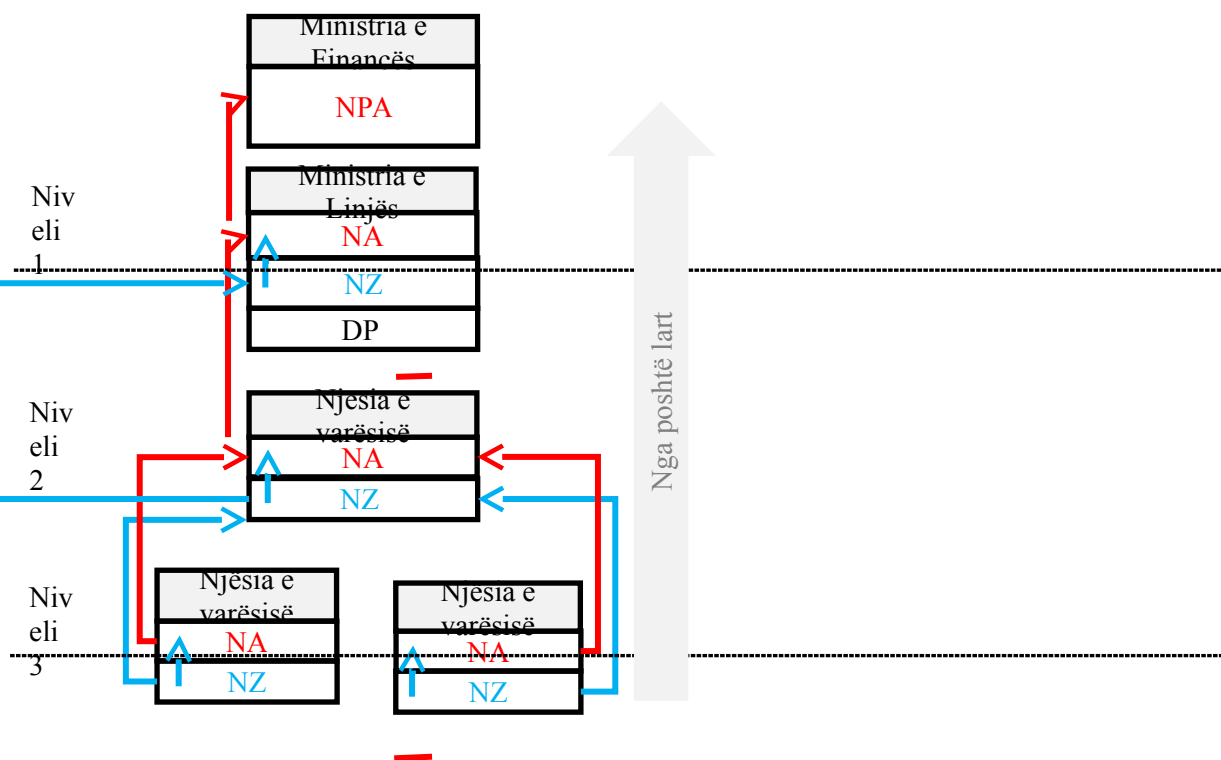 Ministria e
Financës
NPA
Ministria e
Linjës
NA
NZ
DP
Niv
eli
1
Njësia e
varësisë
NA
NZ
Niv
eli
2
Njësia e
varësisë
NA
NZ
Njësia e
varësisë
NA
NZ
Niv
eli
3
Nga poshtë lart